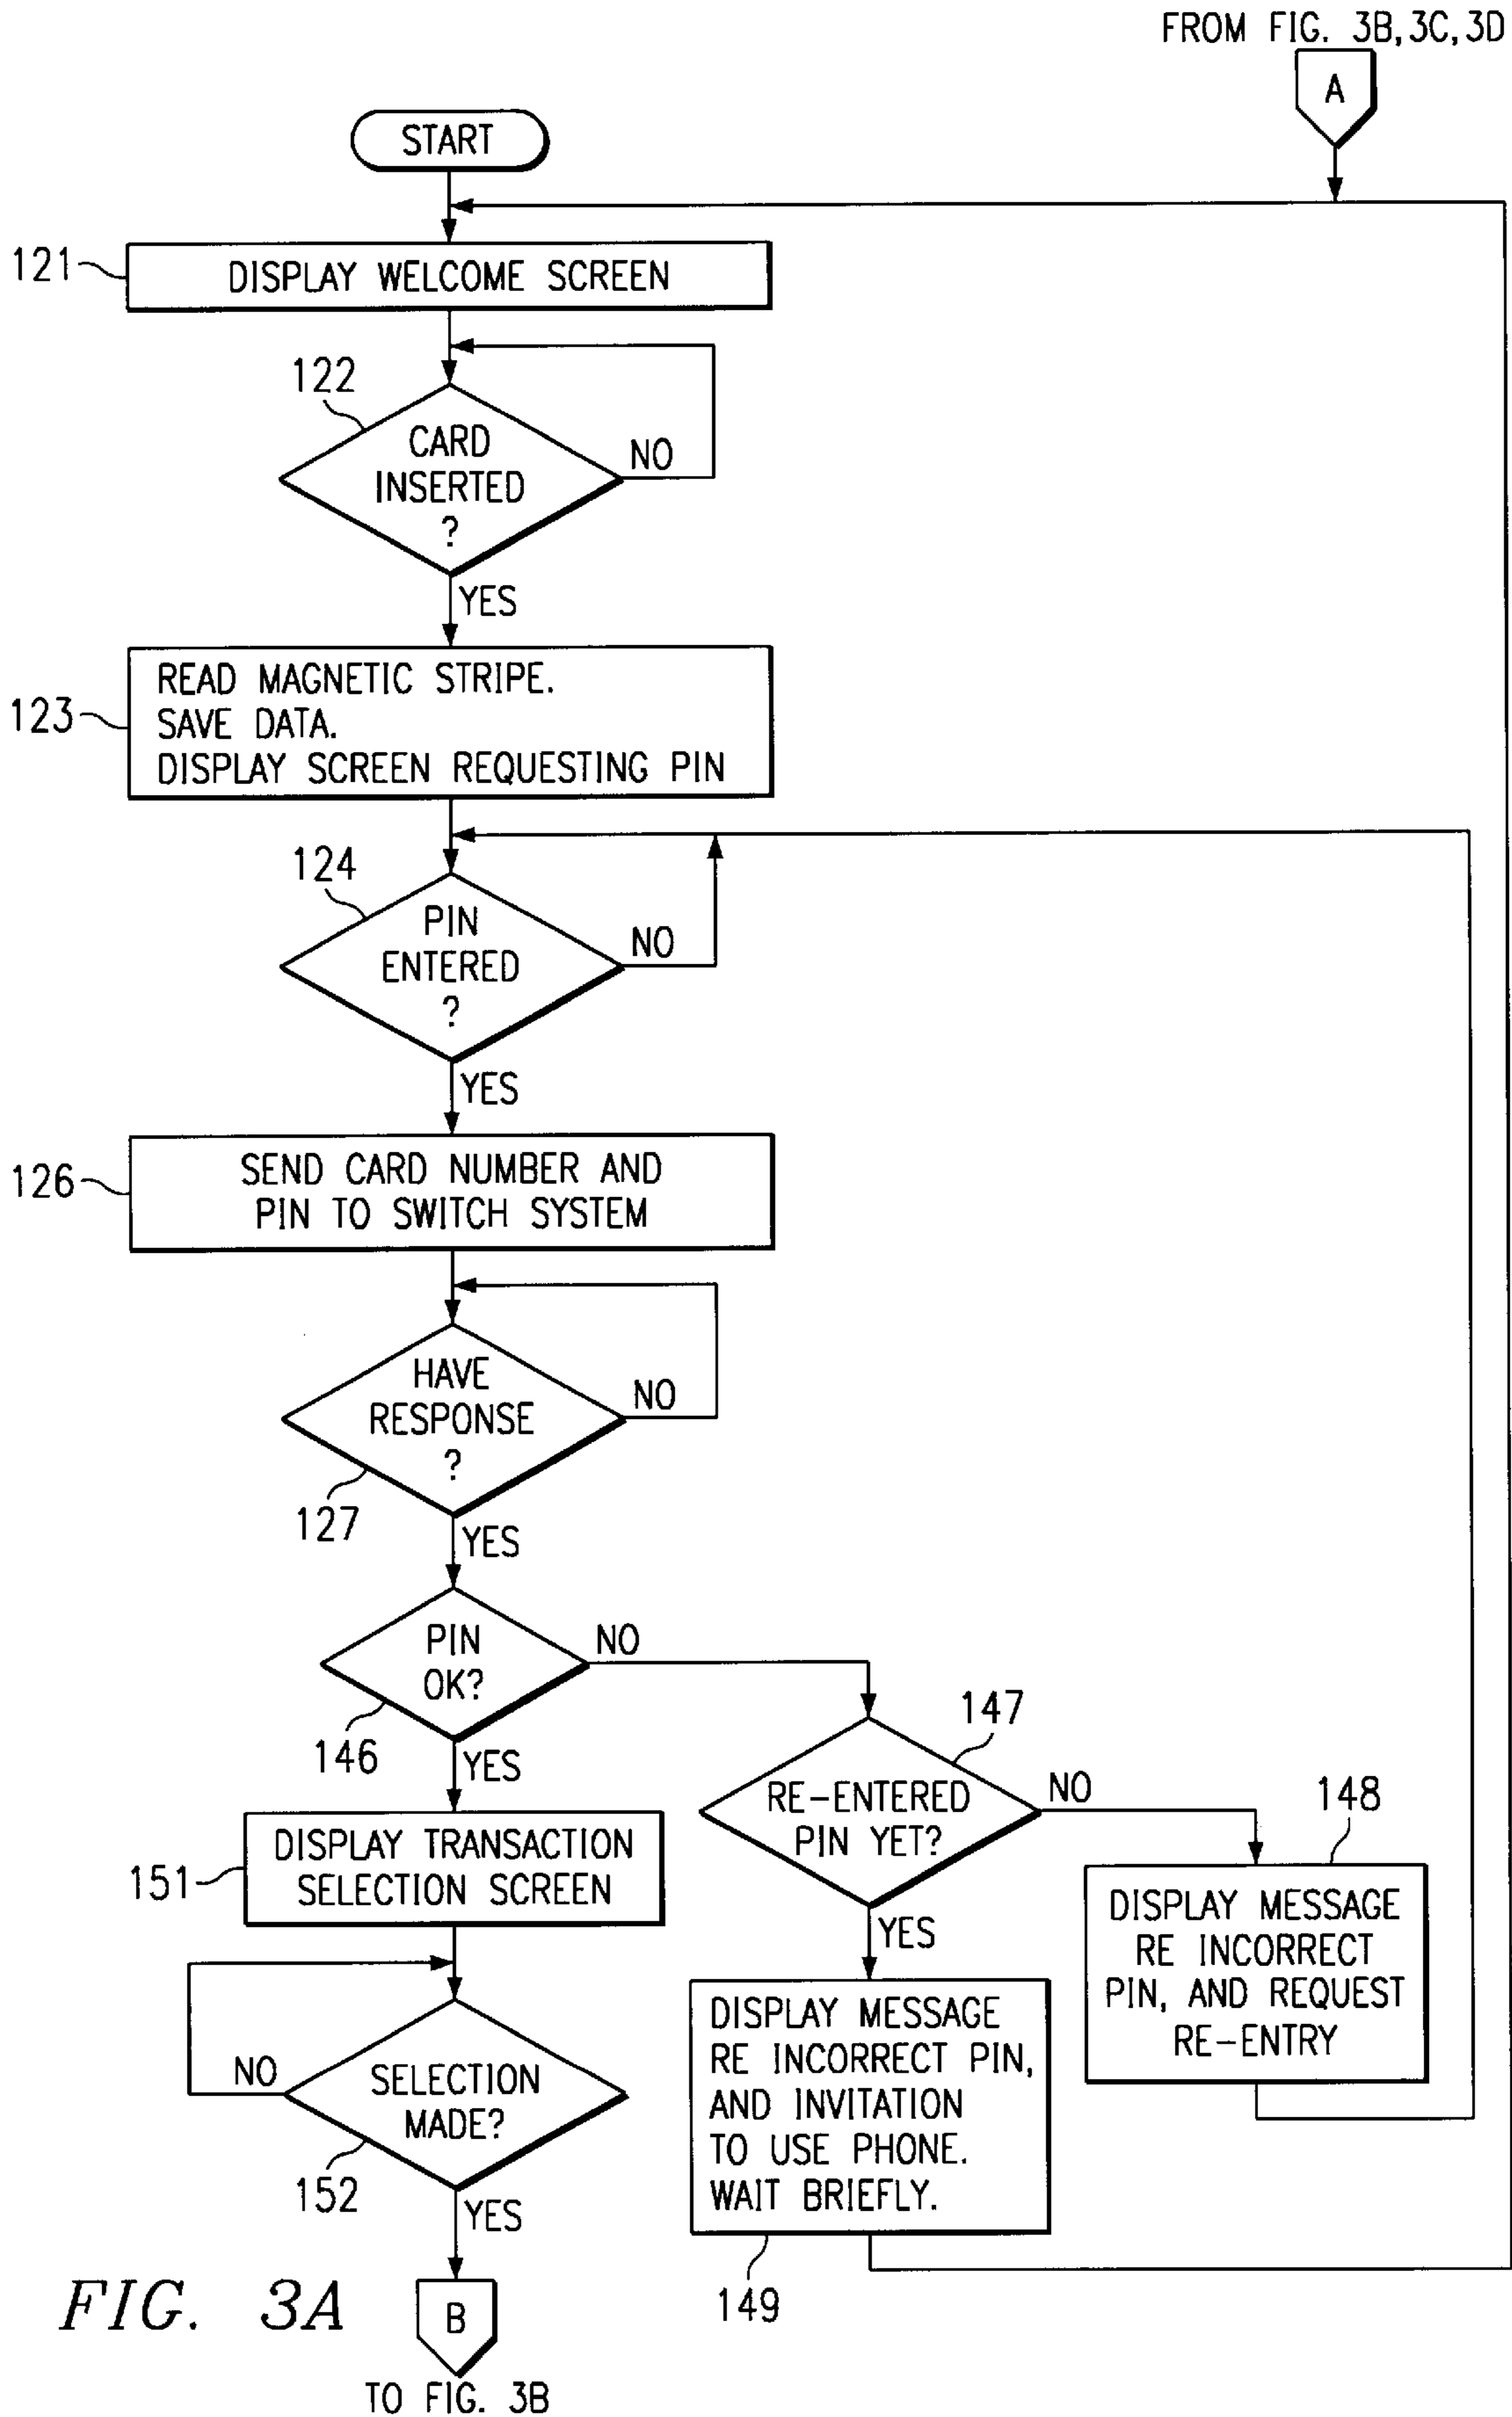 FROM FIG. 3B,3C,3D
A
START
121
DISPLAY WELCOME SCREEN
122
CARD
INSERTED
?
NO
YES
123
READ MAGNETIC STRIPE.
SAVE DATA.
DISPLAY SCREEN REQUESTING PIN
124
PIN
ENTERED
?
NO
YES
126
SEND CARD NUMBER AND
PIN TO SWITCH SYSTEM
HAVE
RESPONSE
?
NO
127
YES
PIN
OK?
NO
146
YES
147
RE-ENTERED
PIN YET?
NO
YES
148
DISPLAY MESSAGE
RE INCORRECT
PIN, AND REQUEST
RE-ENTRY
151
DISPLAY TRANSACTION
SELECTION SCREEN
NO
SELECTION
MADE?
152
YES
DISPLAY MESSAGE
RE INCORRECT PIN,
AND INVITATION
TO USE PHONE.
WAIT BRIEFLY.
149
FIG. 3A
B
TO FIG. 3B